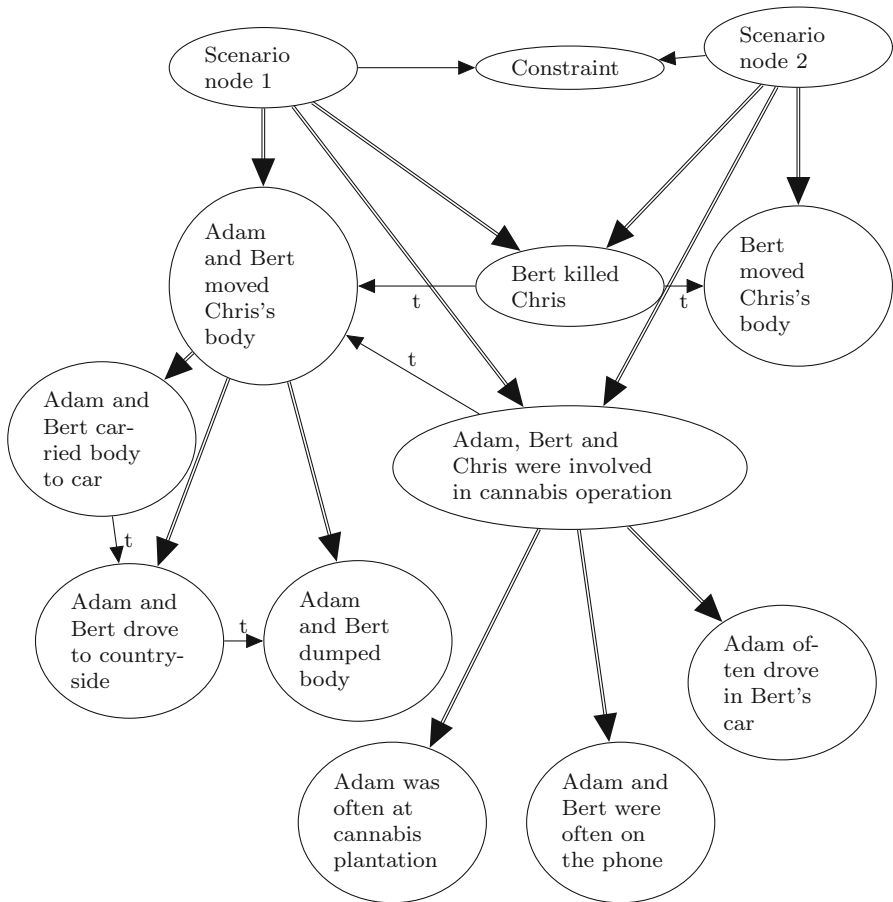 Scenario
node 1
Constraint
Scenario
node 2
Adam
and Bert
moved
Chris's
body
Bert killed
Chris
Bert
moved
Chris's
body
t
t
t
Adam and
Bert car-
ried body
to car
Adam, Bert and
Chris were involved
in cannabis operation
t
Adam and
Bert drove
to country-
side
t
Adam
and Bert
dumped
body
Adam of-
ten drove
in Bert's
car
Adam was
often at
cannabis
plantation
Adam and
Bert were
often on
the phone